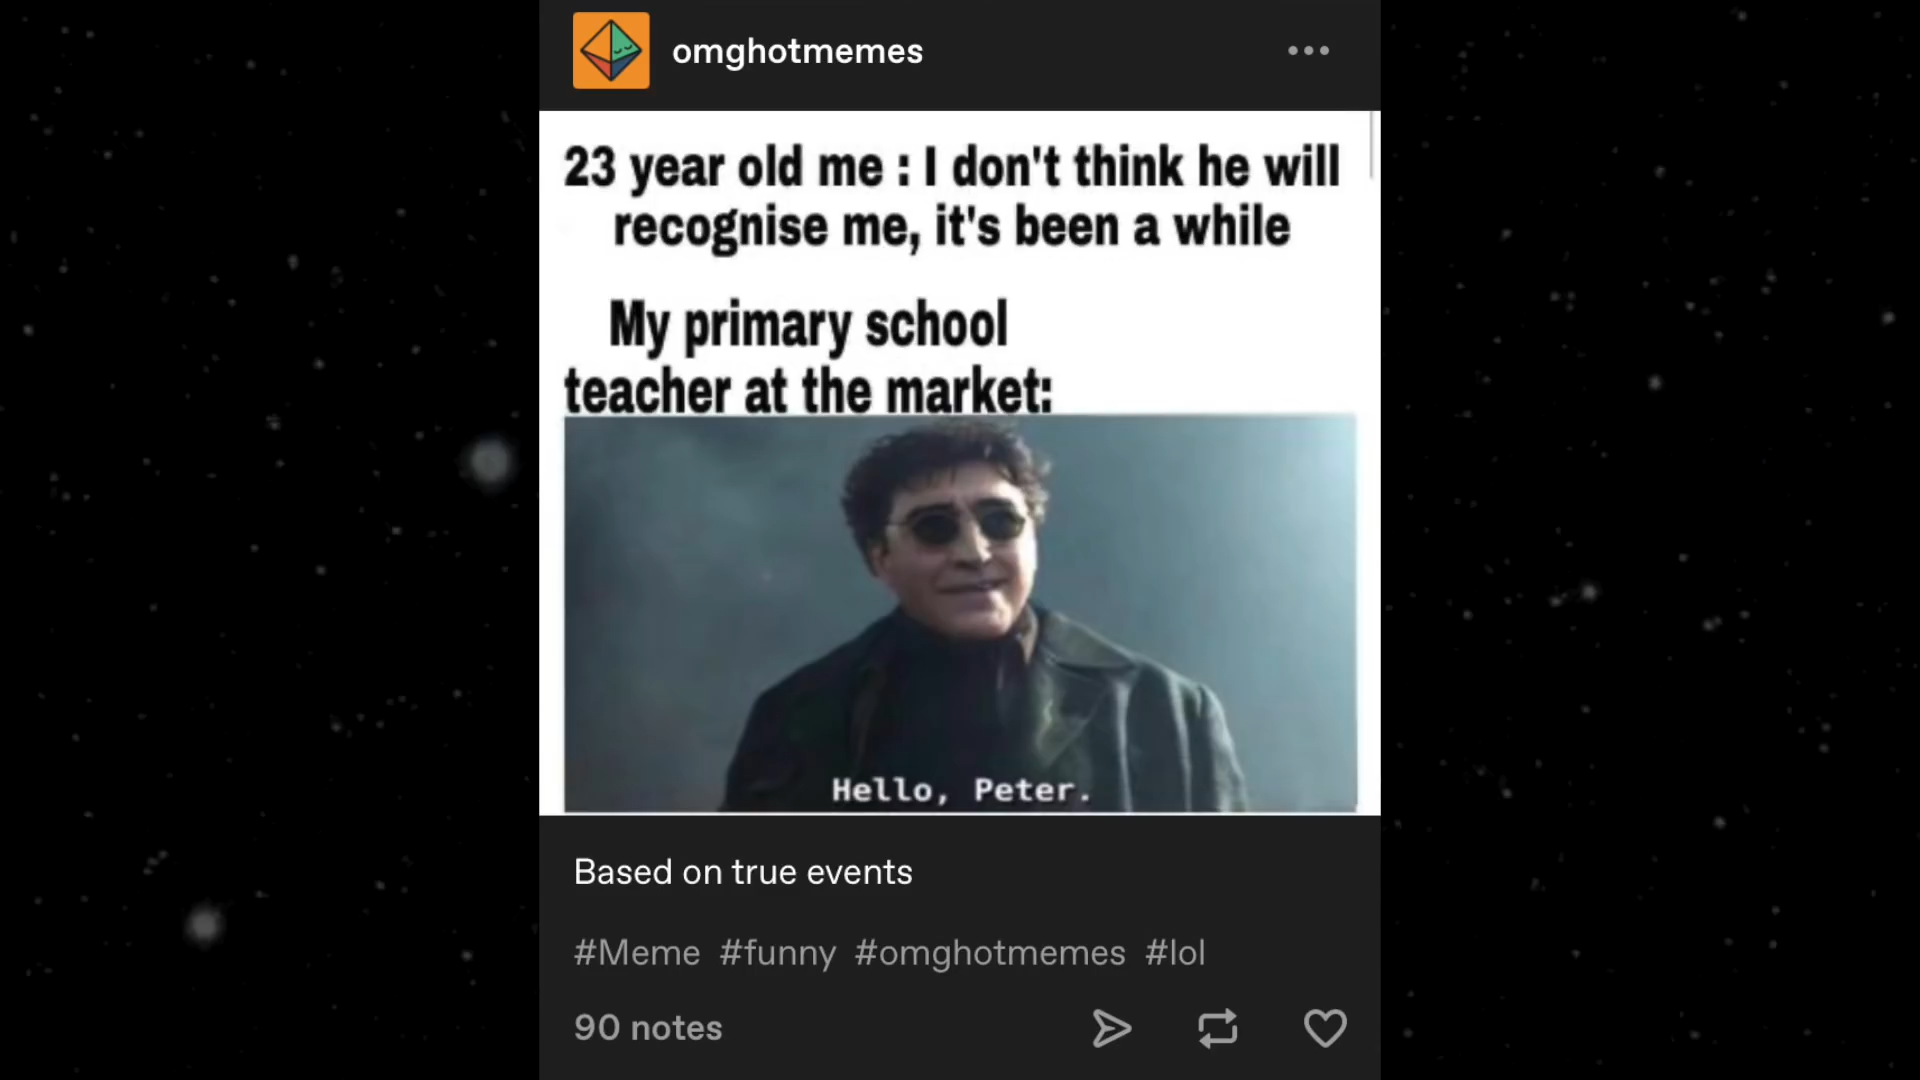 omghotmemes
23 year old me : I don't think he will
recognise me, it's been a while
My primary school
teacher at the market:
Hello, Peter.
Based on true events
#Meme #funny #omghotmemes #lol
90 notes